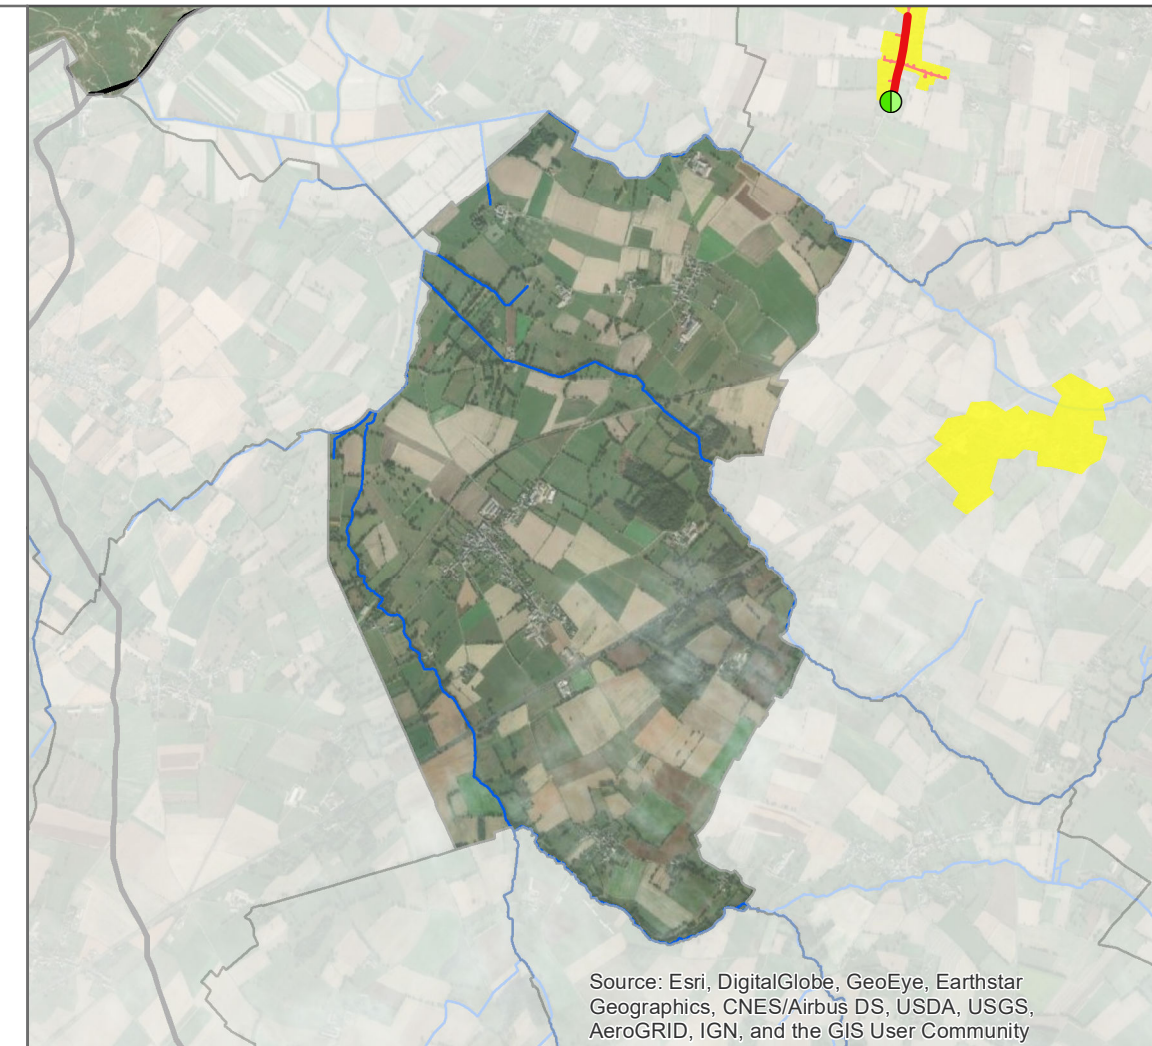 Source: Esri, DigitalGlobe, GeoEye, Earthstar
Geographics, CNES/Airbus DS, USDA, USGS,
AeroGRID, IGN, and the GIS User Community